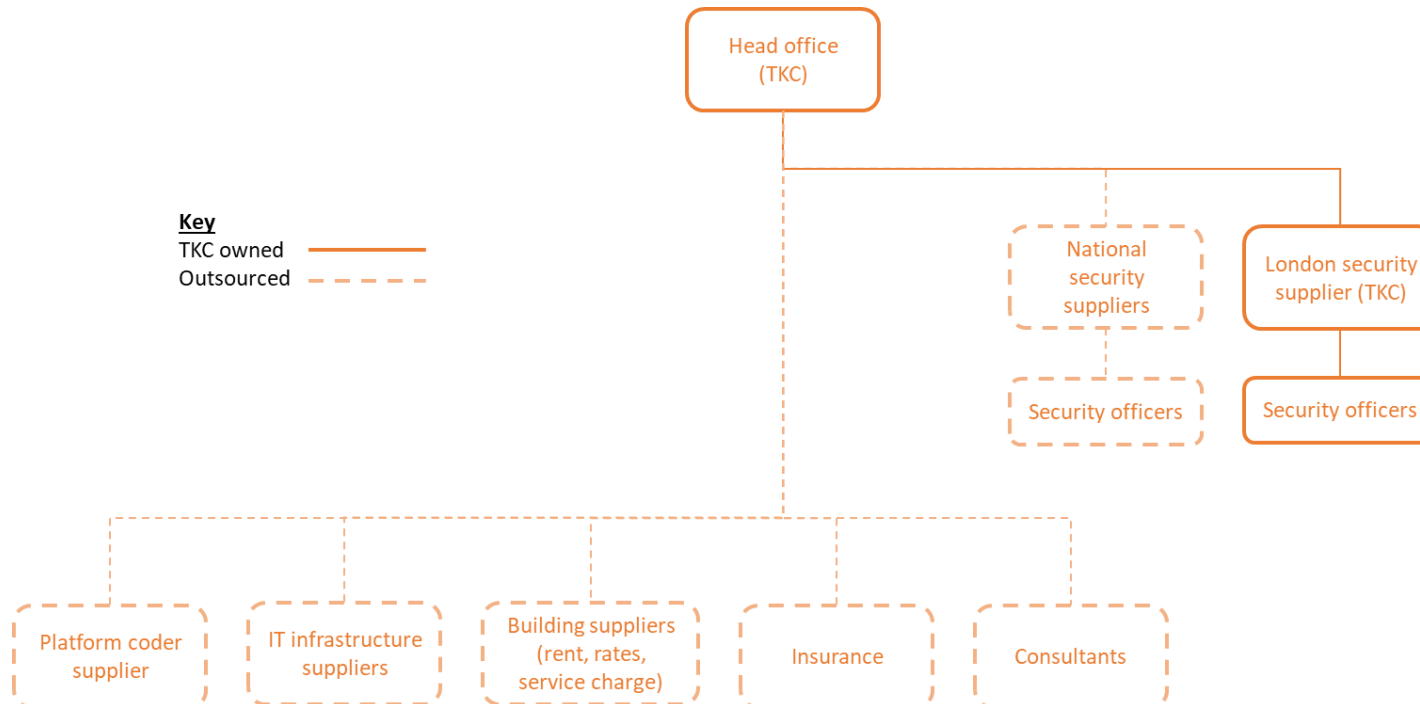 Head office
(TKC)
Key
TKC owned
Outsourced
National
security
suppliers
London security
supplier (TKC)
Security officers
Security officers
Platform coder
supplier
IT infrastructure
suppliers
Building suppliers
(rent, rates,
service charge)
Insurance
Consultants